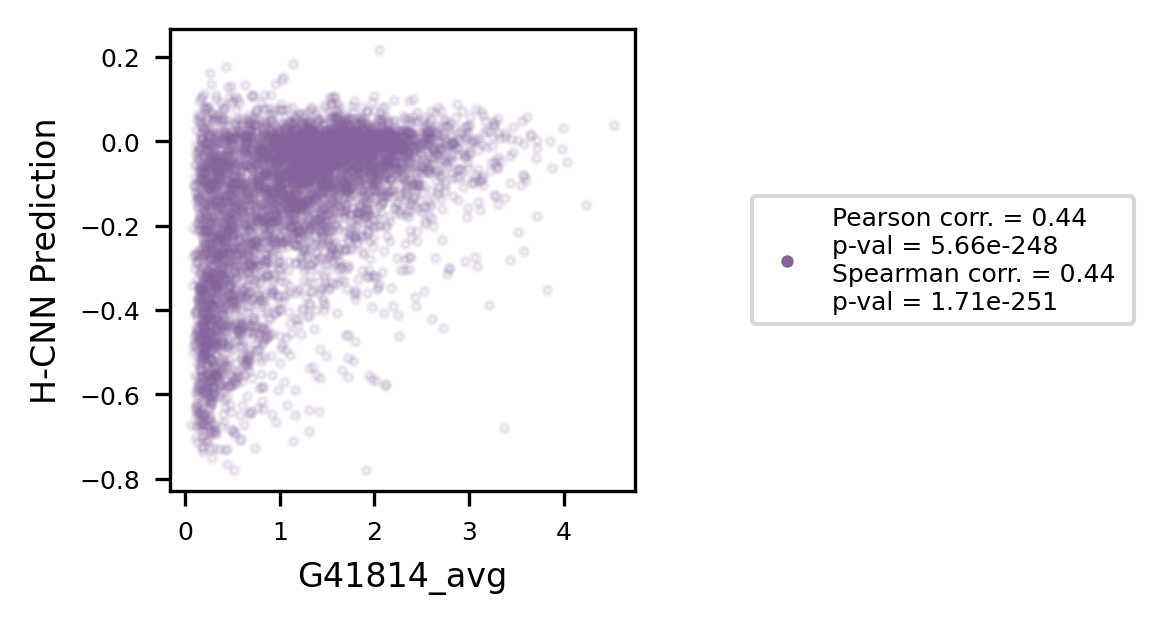 0.2
0.0
−0.2
−0.4
−0.6
−0.8
H-CNN Prediction
0 1 2 3 4
G41814_avg
Pearson corr. = 0.44
p-val = 5.66e-248
Spearman corr. = 0.44
p-val = 1.71e-251